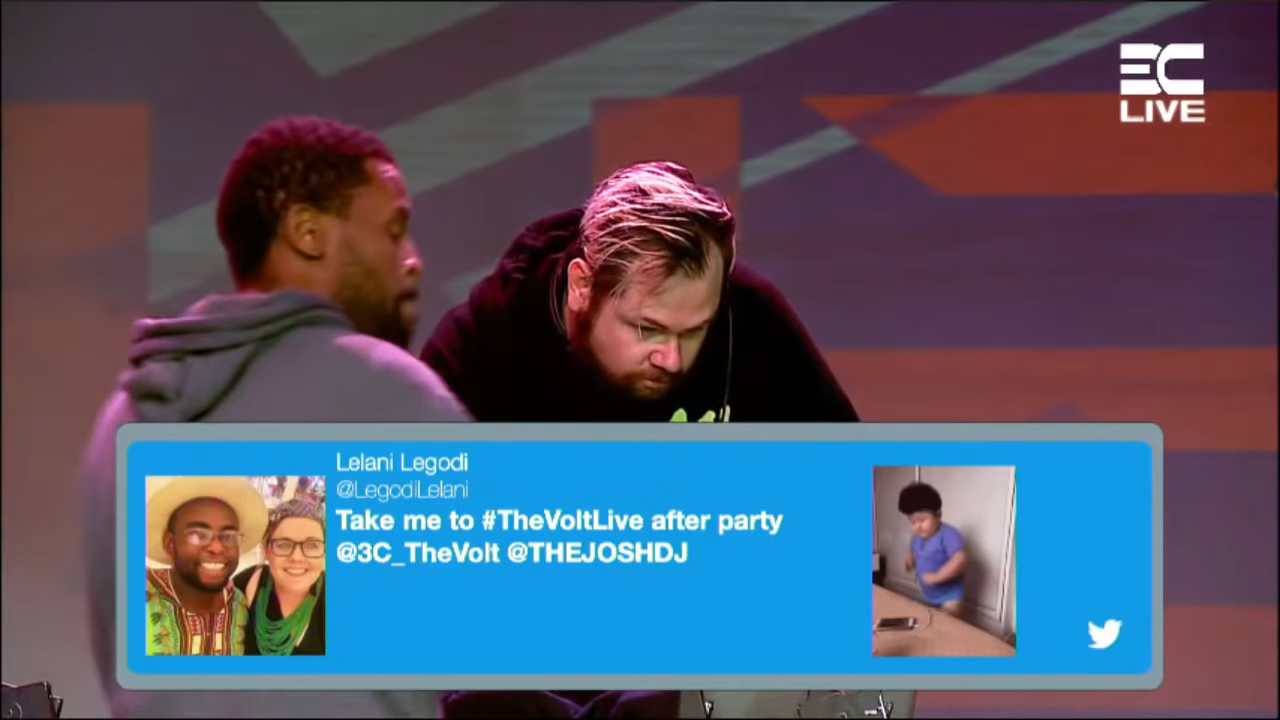 3C
LIVE
Lelani Legodi
@LegodiLelani
Take me to #TheVoltLive after party
@3C_TheVolt @THEJOSHDJ